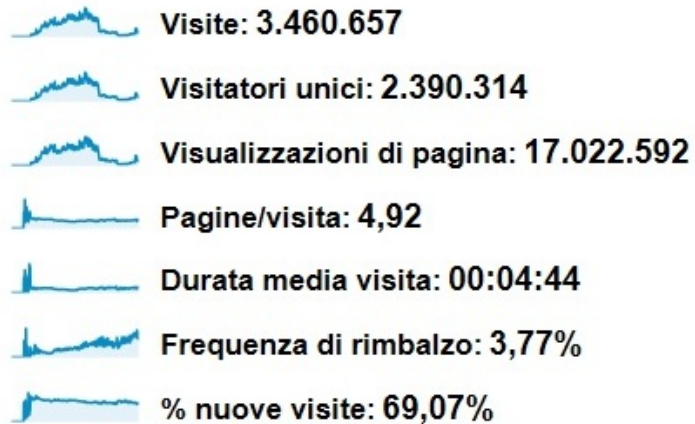 Visite: 3.460.657
Visitatori unici: 2.390.314
Visualizzazioni di pagina: 17.022.592
Pagine/visita: 4,92
Durata media visita: 00:04:44
Frequenza di rimbalzo: 3,77%
% nuove visite: 69,07%